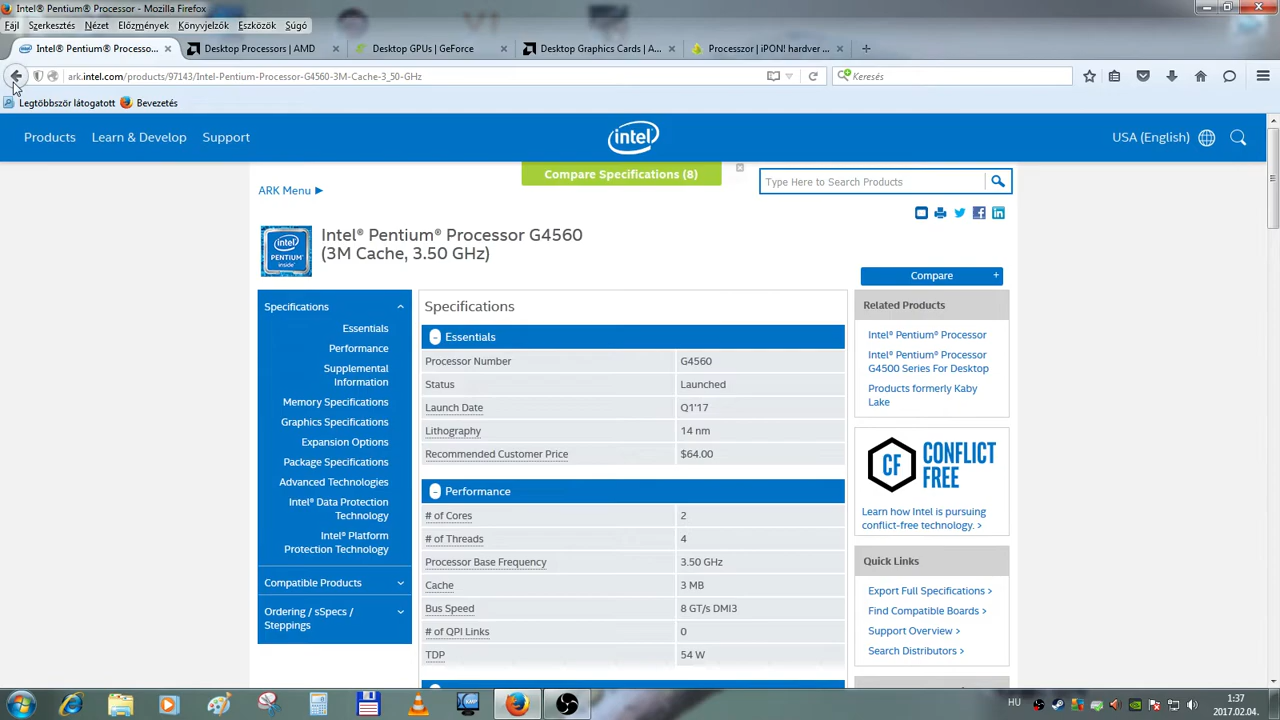 Intel® Pentium® Processor - Mozilla Firefox
Fájl Szerkesztés Nézet Előzmények Könyvjelzők Eszközök Súgó
Intel® Pentium® Processo... Desktop Processors | AMD Desktop GPUs | GeForce Desktop Graphics Cards | A... Processzor | iPON! hardver ...
ark.intel.com/products/97143/Intel-Pentium-Processor-G4560-3M-Cache-3_50-GHz Keresés
Legtöbbször látogatott Bevezetés
Products Learn & Develop Support intel USA (English)
Compare Specifications (8)
ARK Menu Type Here to Search Products
intel PENTIUM inside
Intel® Pentium® Processor G4560
(3M Cache, 3.50 GHz)
Compare +
Specifications
Essentials
Performance
Supplemental
Information
Memory Specifications
Graphics Specifications
Expansion Options
Package Specifications
Advanced Technologies
Intel® Data Protection
Technology
Intel® Platform
Protection Technology
Compatible Products
Ordering / sSpecs /
Steppings
Specifications
Essentials
Processor Number G4560
Status Launched
Launch Date Q1'17
Lithography 14 nm
Recommended Customer Price $64.00
Performance
# of Cores 2
# of Threads 4
Processor Base Frequency 3.50 GHz
Cache 3 MB
Bus Speed 8 GT/s DMI3
# of QPI Links 0
TDP 54 W
Related Products
Intel® Pentium® Processor
Intel® Pentium® Processor
G4500 Series For Desktop
Products formerly Kaby
Lake
CF CONFLICT
FREE
Learn how Intel is pursuing
conflict-free technology. >
Quick Links
Export Full Specifications >
Find Compatible Boards >
Support Overview >
Search Distributors >
HU 1:37
2017.02.04.